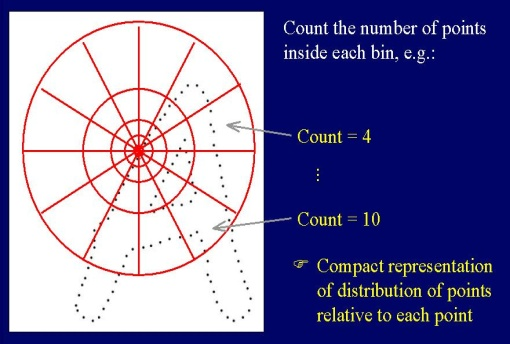 Count the number of points
inside each bin, e.g.:
Count = 4
⋮
Count = 10
☞ Compact representation
of distribution of points
relative to each point